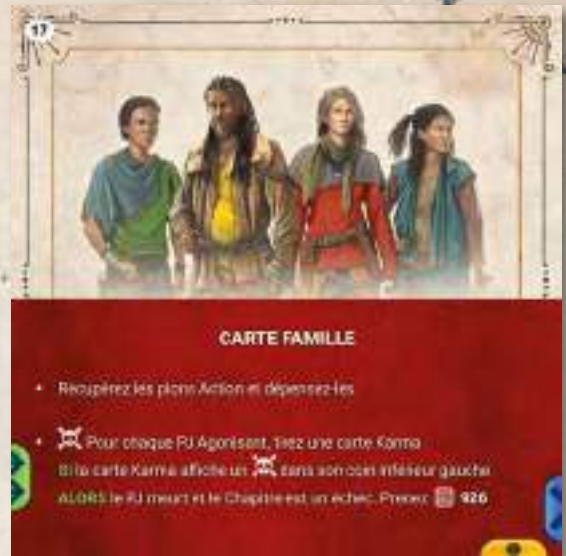 17
CARTE FAMILLE
• Récupérez les pions Action et dépensez-les
• Pour chaque PJ Agonisant, tirez une carte Karma
SI la carte Karma affiche un dans son coin inférieur gauche
ALORS le PJ meurt et le Chapitre est un échec. Prenez 926